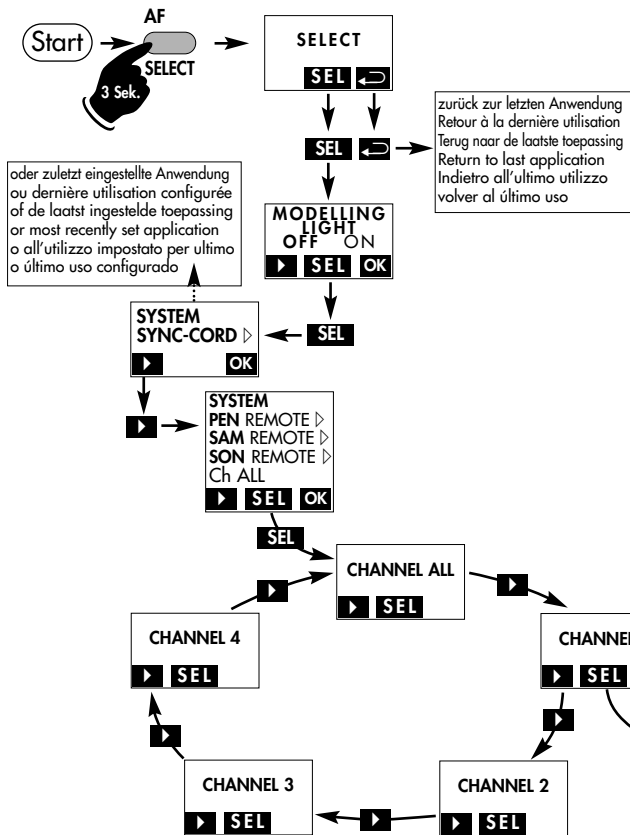 AF
Start
SELECT
3 Sek.
SELECT
SEL
SEL
zurück zur letzten Anwendung
Retour à la dernière utilisation
Terug naar de laatste toepassing
Return to last application
Indietro all'ultimo utilizzo
volver al último uso
oder zuletzt eingestellte Anwendung
ou dernière utilisation configurée
of de laatst ingestelde toepassing
or most recently set application
o all'utilizzo impostato per ultimo
o último uso configurado
MODELLING
LIGHT
OFF ON
SEL OK
SEL
SYSTEM
SYNC-CORD
OK
SYSTEM
PEN REMOTE
SAM REMOTE
SON REMOTE
Ch ALL
SEL OK
SEL
CHANNEL ALL
SEL
CHANNEL 4
SEL
CHANNEL
SEL
CHANNEL 3
SEL
CHANNEL 2
SEL